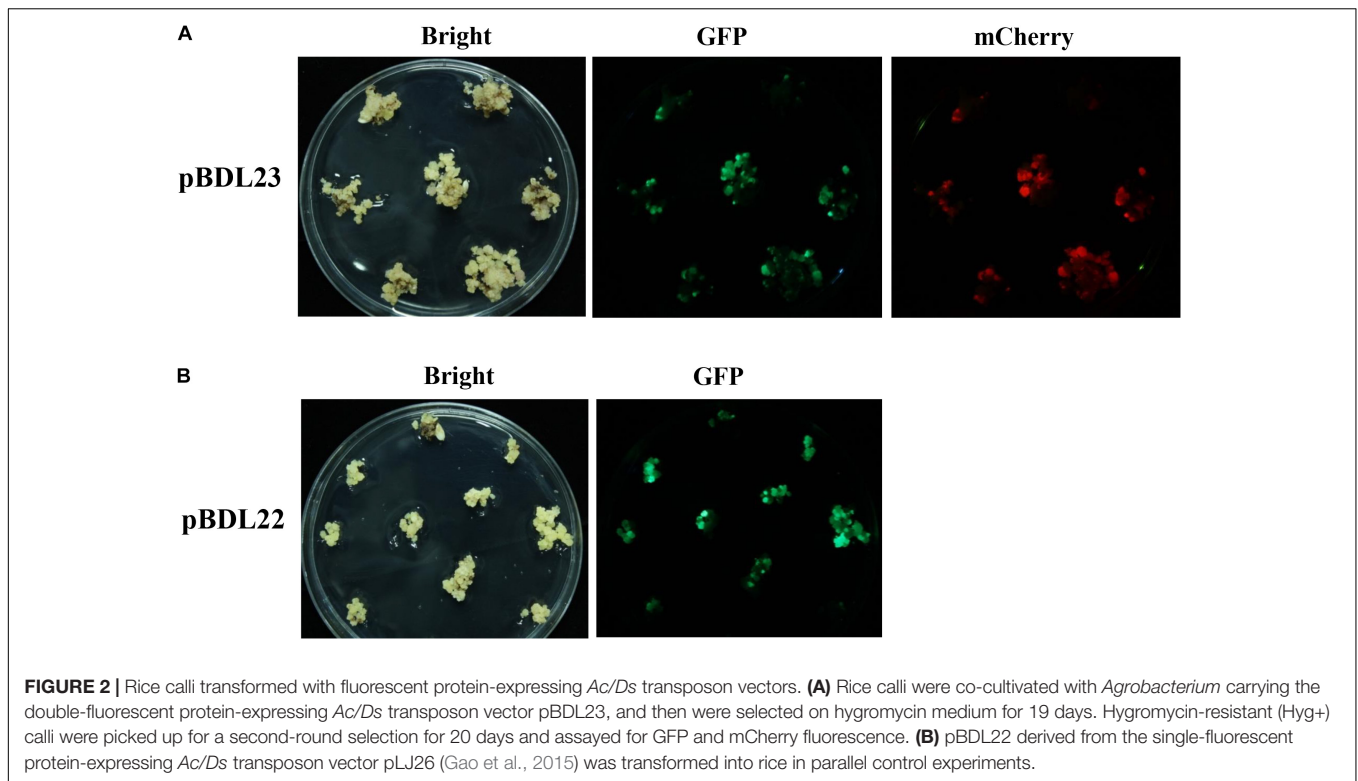 A
Bright GFP mCherry
pBDL23
B
Bright GFP
pBDL22
FIGURE 2 | Rice calli transformed with fluorescent protein-expressing Ac/Ds transposon vectors. (A) Rice calli were co-cultivated with Agrobacterium carrying the
double-fluorescent protein-expressing Ac/Ds transposon vector pBDL23, and then were selected on hygromycin medium for 19 days. Hygromycin-resistant (Hyg+)
calli were picked up for a second-round selection for 20 days and assayed for GFP and mCherry fluorescence. (B) pBDL22 derived from the single-fluorescent
protein-expressing Ac/Ds transposon vector pLJ26 (Gao et al., 2015) was transformed into rice in parallel control experiments.